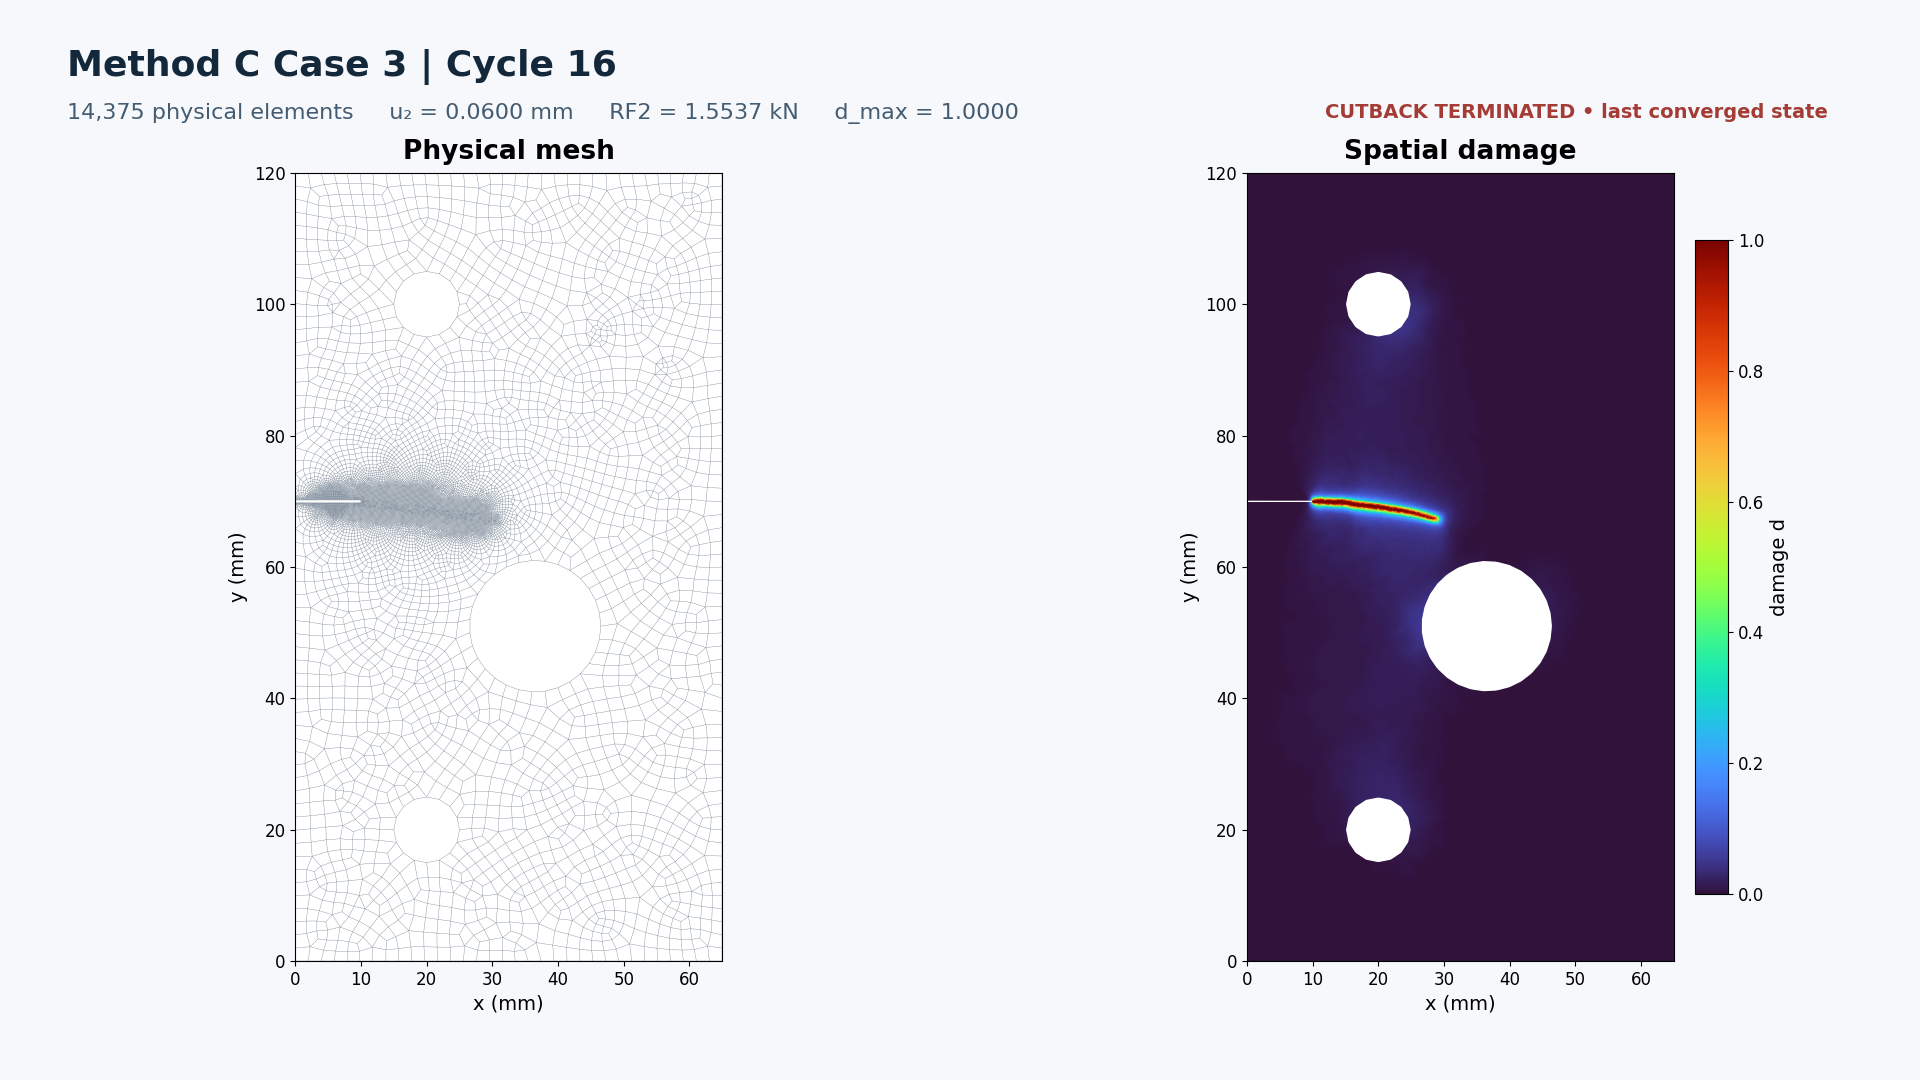 Method C Case 3 | Cycle 16
14,375 physical elements u₂ = 0.0600 mm RF2 = 1.5537 kN d_max = 1.0000
CUTBACK TERMINATED • last converged state
Physical mesh
120
100
80
60
40
20
0
y (mm)
0 10 20 30 40 50 60
x (mm)
Spatial damage
120
100
80
60
40
20
0
y (mm)
0 10 20 30 40 50 60
x (mm)
1.0
0.8
0.6
0.4
0.2
0.0
damage d